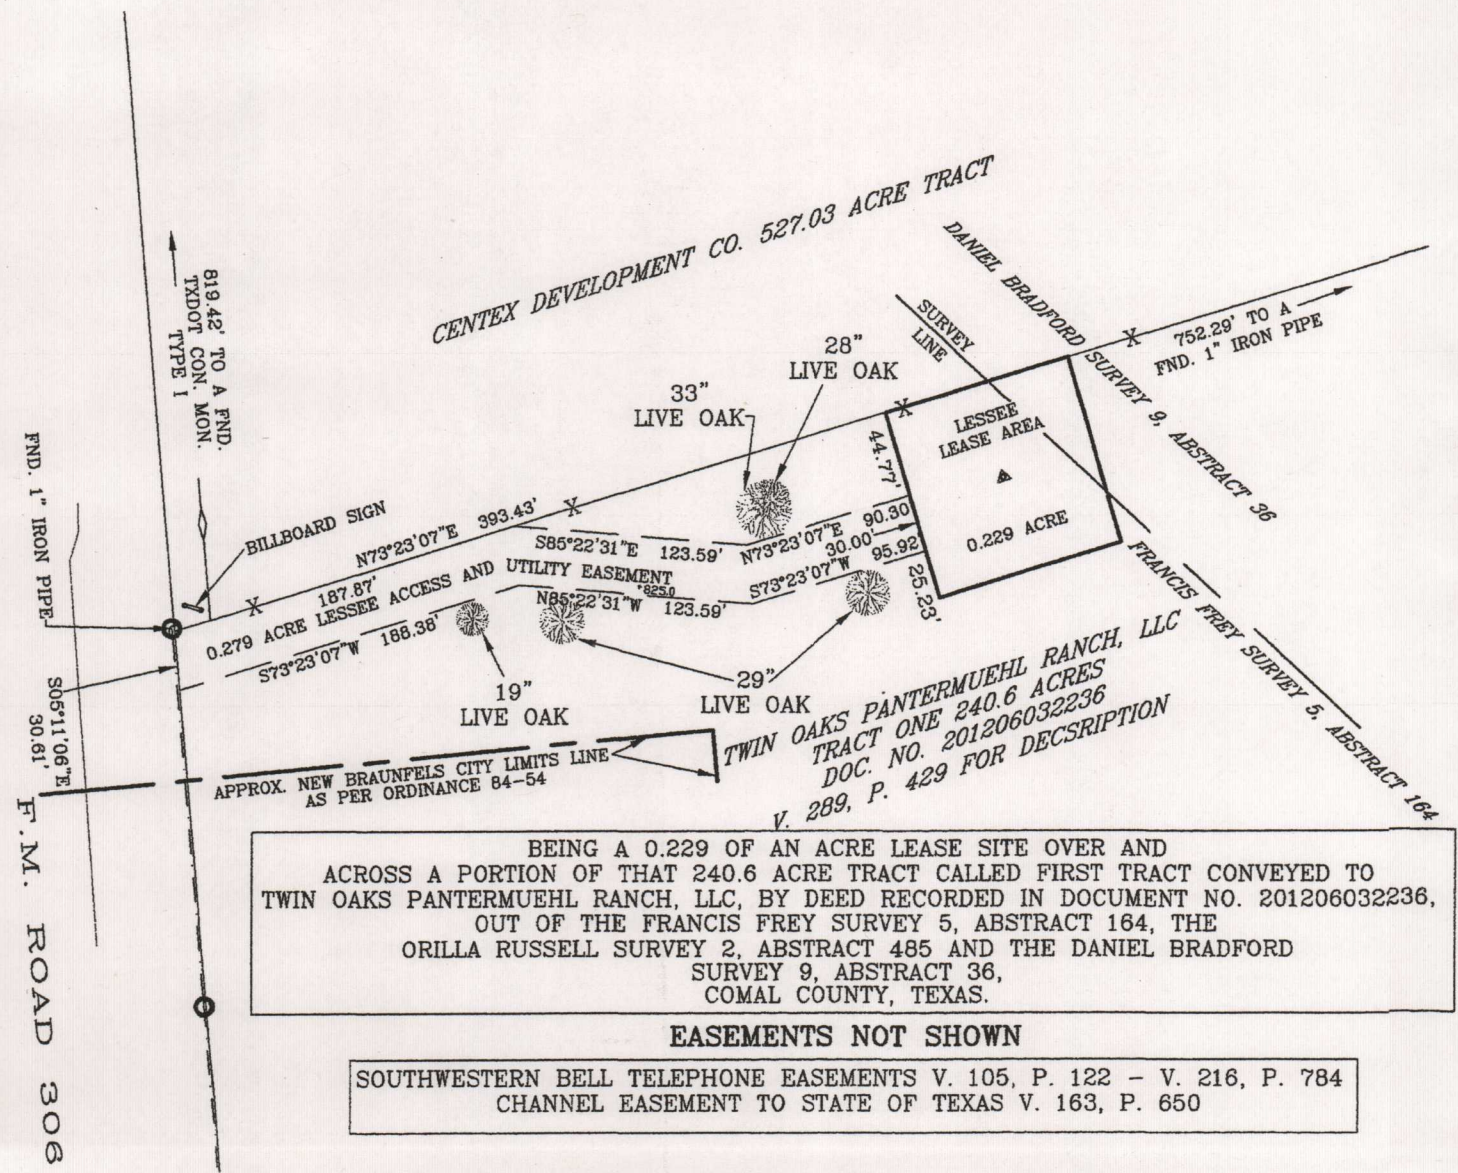 CENTEX DEVELOPMENT CO. 527.03 ACRE TRACT
DANIEL BRADFORD SURVEY 9, ABSTRACT 36
SURVEY
LINE
752.29' TO A
FND. 1" IRON PIPE
819.42' TO A FND.
TXDOT CON. MON.
TYPE I
28"
LIVE OAK
33"
LIVE OAK
LESSEE
LEASE AREA
0.229 ACRE
44.77'
FND. 1" IRON PIPE
BILLBOARD SIGN
N73°23'07"E 393.43'
X
X
X
X
S85°22'31"E 123.59'
N73°23'07"E 90.30'
30.00'
187.87'
0.279 ACRE LESSEE ACCESS AND UTILITY EASEMENT
+825.0
N85°22'31"W 123.59'
S73°23'07"W 95.92'
25.23'
S73°23'07"W 188.38'
FRANCIS FREY SURVEY 5, ABSTRACT 164
19"
LIVE OAK
29"
LIVE OAK
S05°11'06"E
30.61'
TWIN OAKS PANTERMUEHL RANCH, LLC
TRACT ONE 240.6 ACRES
DOC. NO. 201206032236
V. 289, P. 429 FOR DECSRIPTION
APPROX. NEW BRAUNFELS CITY LIMITS LINE
AS PER ORDINANCE 84-54
F.M. ROAD 306
BEING A 0.229 OF AN ACRE LEASE SITE OVER AND
ACROSS A PORTION OF THAT 240.6 ACRE TRACT CALLED FIRST TRACT CONVEYED TO
TWIN OAKS PANTERMUEHL RANCH, LLC, BY DEED RECORDED IN DOCUMENT NO. 201206032236,
OUT OF THE FRANCIS FREY SURVEY 5, ABSTRACT 164, THE
ORILLA RUSSELL SURVEY 2, ABSTRACT 485 AND THE DANIEL BRADFORD
SURVEY 9, ABSTRACT 36,
COMAL COUNTY, TEXAS.
EASEMENTS NOT SHOWN
SOUTHWESTERN BELL TELEPHONE EASEMENTS V. 105, P. 122 - V. 216, P. 784
CHANNEL EASEMENT TO STATE OF TEXAS V. 163, P. 650